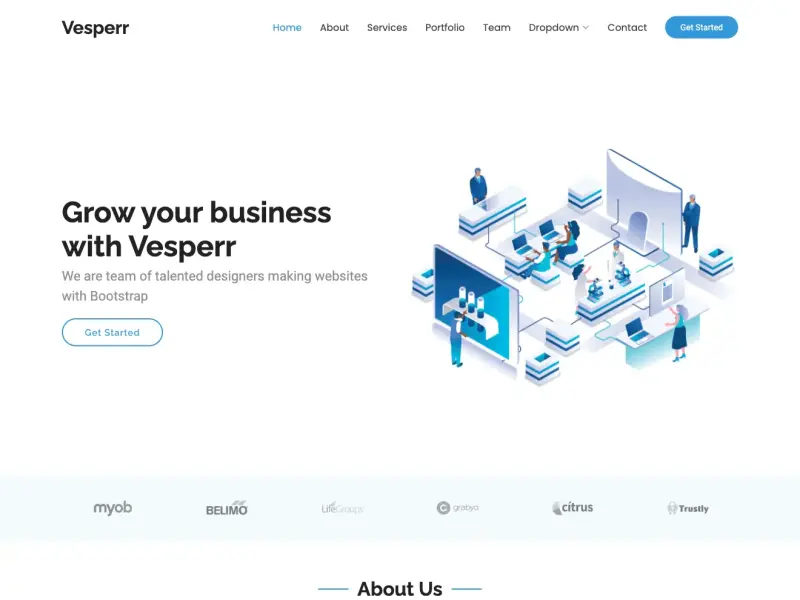 Vesperr
Home About Services Portfolio Team Dropdown Contact Get Started
Grow your business
with Vesperr
We are team of talented designers making websites
with Bootstrap
Get Started
myob BELIMO LifeGroups grabyo citrus Trustly
About Us